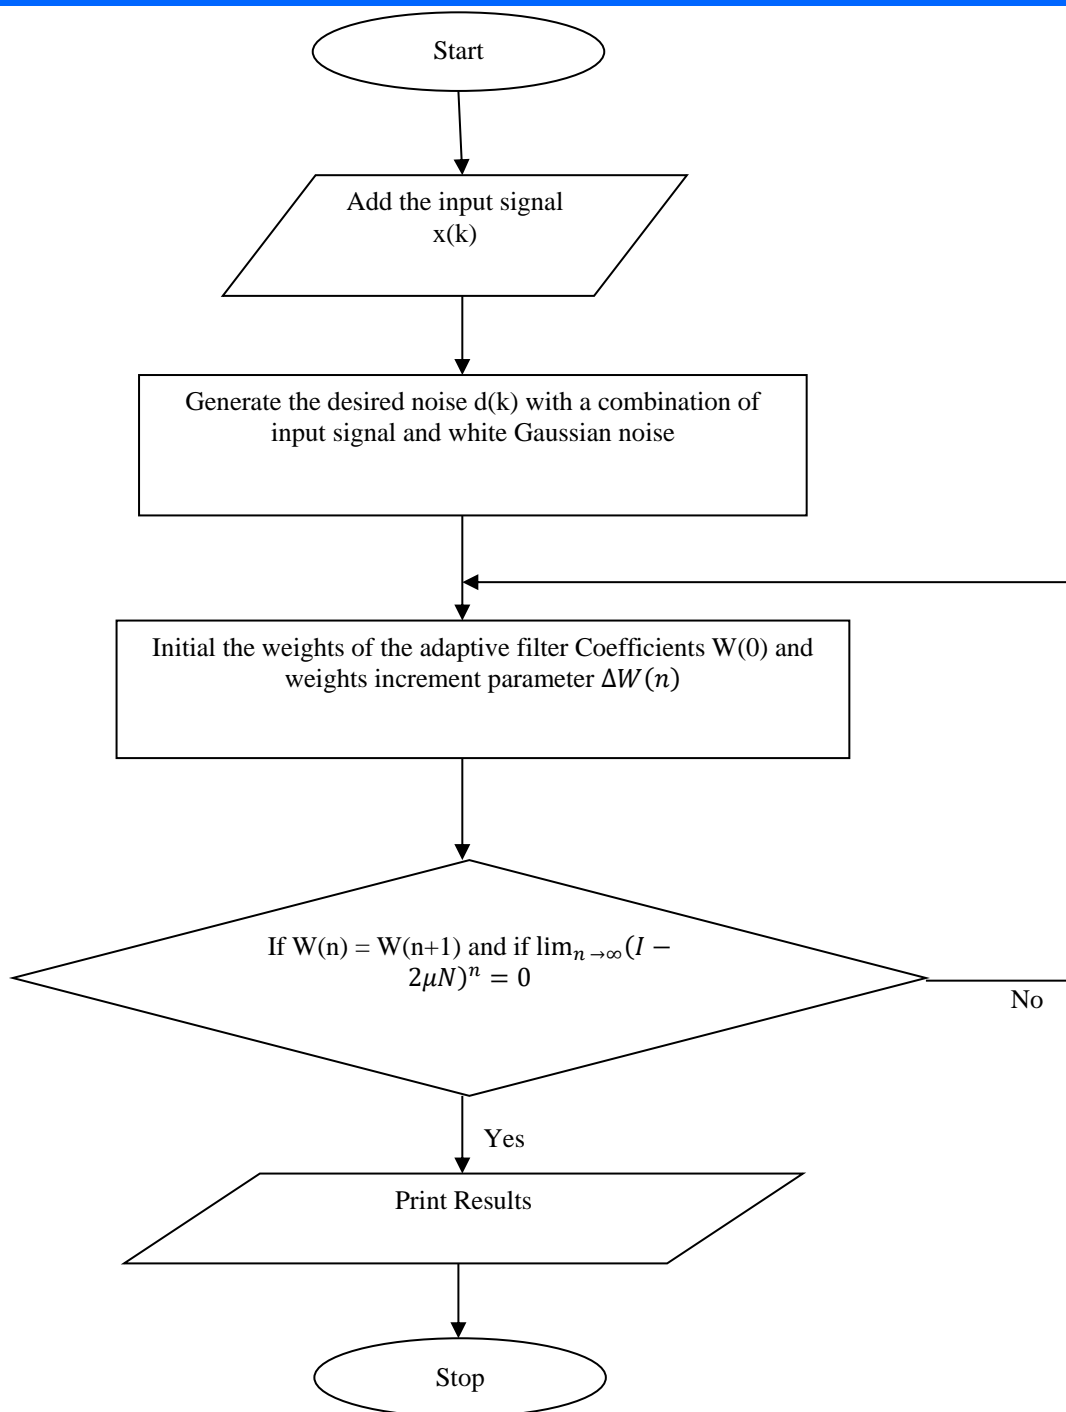 Start
Add the input signal
x(k)
Generate the desired noise d(k) with a combination of
input signal and white Gaussian noise
Initial the weights of the adaptive filter Coefficients W(0) and
weights increment parameter ΔW(n)
If W(n) = W(n+1) and if limₙ→∞(I −
2μN)ⁿ = 0
No
Yes
Print Results
Stop